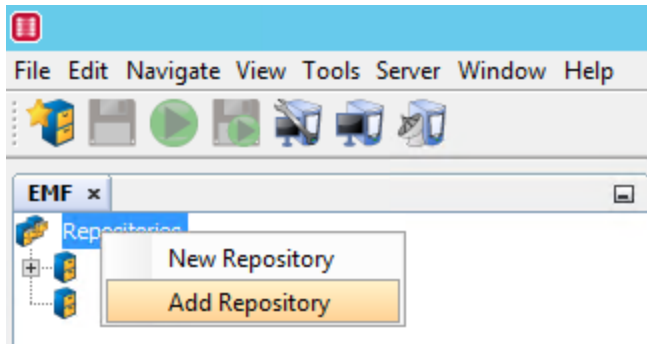 File Edit Navigate View Tools Server Window Help
EMF
Repositories
New Repository
Add Repository